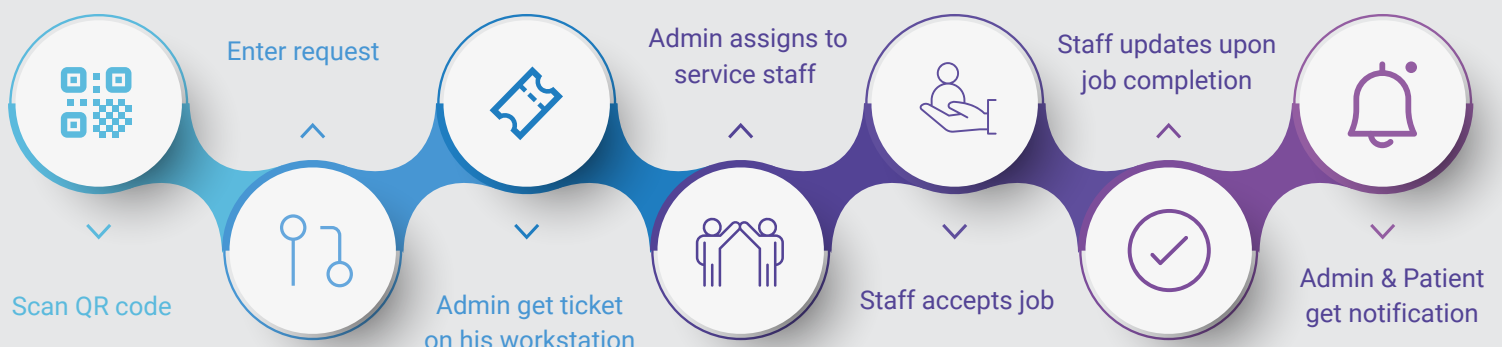 Scan QR code
Enter request
Admin get ticket
on his workstation
Admin assigns to
service staff
Staff accepts job
Staff updates upon
job completion
Admin & Patient
get notification